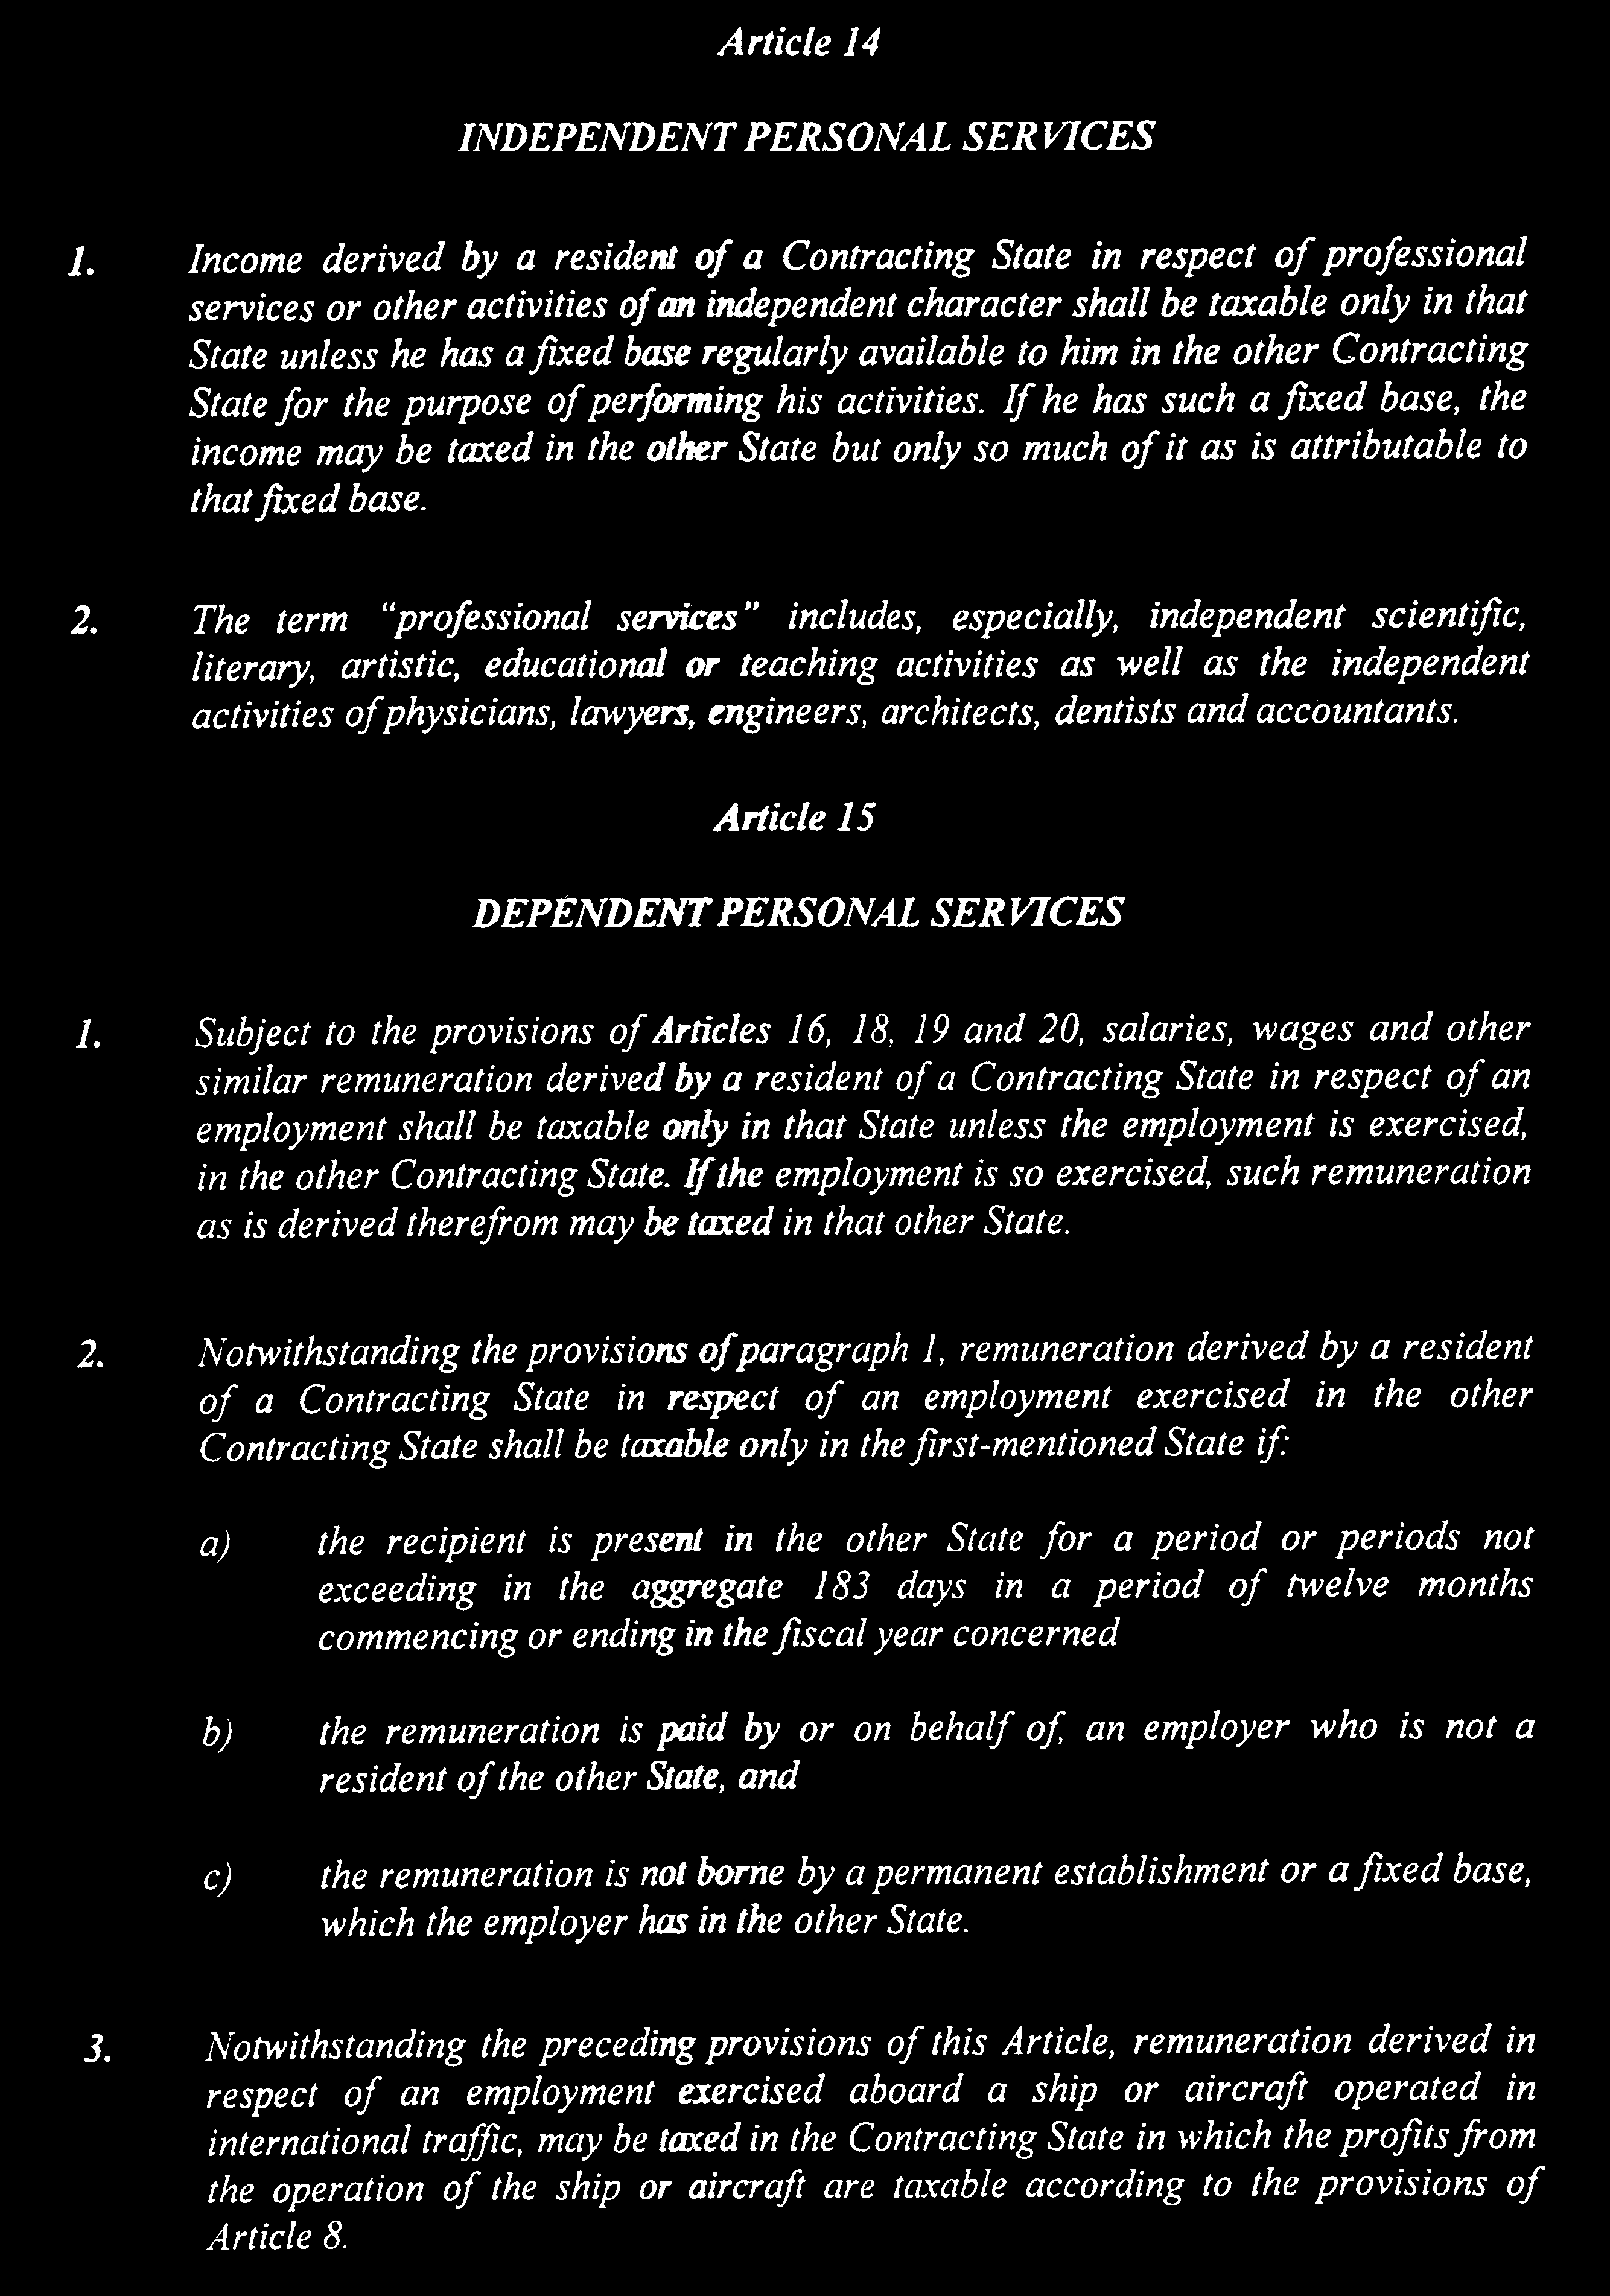 Article 14
INDEPENDENT PERSONAL SERVICES
1. Income derived by a resident of a Contracting State in respect of professional
services or other activities of an independent character shall be taxable only in that
State unless he has a fixed base regularly available to him in the other Contracting
State for the purpose of performing his activities. If he has such a fixed base, the
income may be taxed in the other State but only so much of it as is attributable to
that fixed base.
2. The term “professional services” includes, especially, independent scientific,
literary, artistic, educational or teaching activities as well as the independent
activities of physicians, lawyers, engineers, architects, dentists and accountants.
Article 15
DEPENDENT PERSONAL SERVICES
1. Subject to the provisions of Articles 16, 18, 19 and 20, salaries, wages and other
similar remuneration derived by a resident of a Contracting State in respect of an
employment shall be taxable only in that State unless the employment is exercised,
in the other Contracting State. If the employment is so exercised, such remuneration
as is derived therefrom may be taxed in that other State.
2. Notwithstanding the provisions of paragraph 1, remuneration derived by a resident
of a Contracting State in respect of an employment exercised in the other
Contracting State shall be taxable only in the first-mentioned State if:
a) the recipient is present in the other State for a period or periods not
exceeding in the aggregate 183 days in a period of twelve months
commencing or ending in the fiscal year concerned
b) the remuneration is paid by or on behalf of, an employer who is not a
resident of the other State, and
c) the remuneration is not borne by a permanent establishment or a fixed base,
which the employer has in the other State.
3. Notwithstanding the preceding provisions of this Article, remuneration derived in
respect of an employment exercised aboard a ship or aircraft operated in
international traffic, may be taxed in the Contracting State in which the profits from
the operation of the ship or aircraft are taxable according to the provisions of
Article 8.